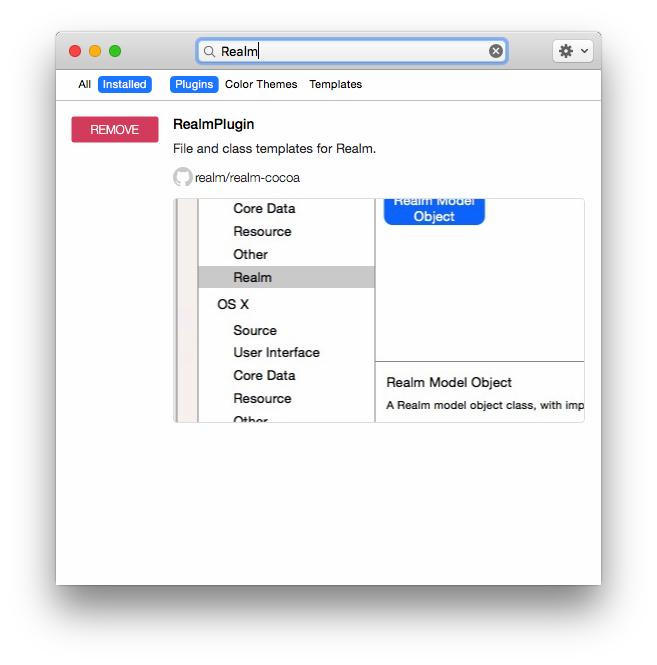 Realm
All Installed Plugins Color Themes Templates
REMOVE
RealmPlugin
File and class templates for Realm.
realm/realm-cocoa
Core Data
Resource
Other
Realm
OS X
Source
User Interface
Core Data
Resource
Other
Realm Model
Object
Realm Model Object
A Realm model object class, with imp